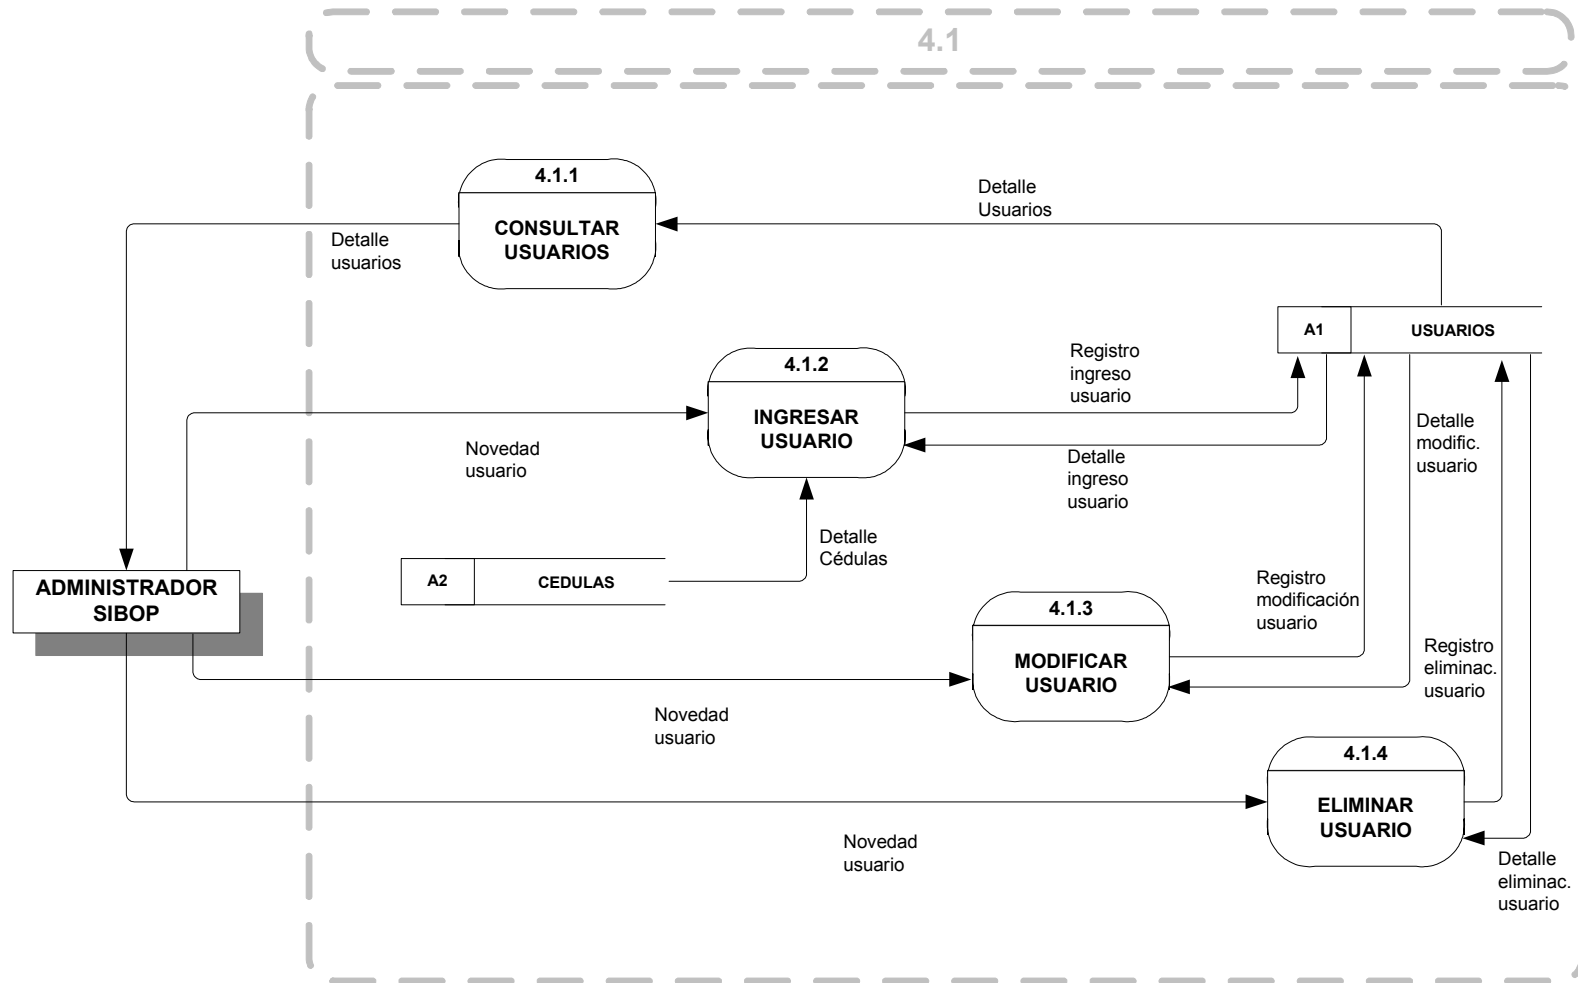 4.1
4.1.1
CONSULTAR
USUARIOS
Detalle
Usuarios
Detalle
usuarios
A1
USUARIOS
4.1.2
INGRESAR
USUARIO
Registro
ingreso
usuario
Novedad
usuario
Detalle
ingreso
usuario
Detalle
modific.
usuario
Detalle
Cédulas
A2
CEDULAS
ADMINISTRADOR
SIBOP
4.1.3
MODIFICAR
USUARIO
Registro
modificación
usuario
Registro
eliminac.
usuario
Novedad
usuario
4.1.4
ELIMINAR
USUARIO
Novedad
usuario
Detalle
eliminac.
usuario